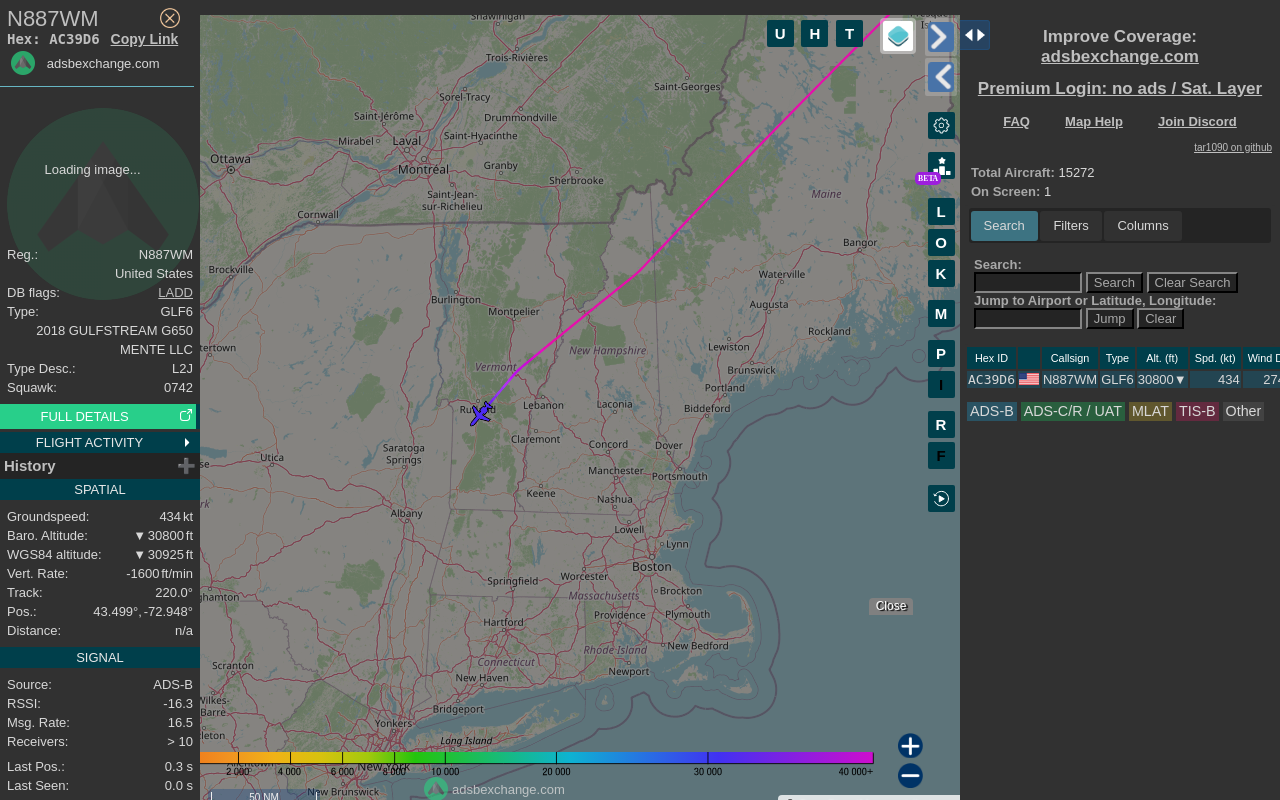 N887WM
Hex: AC39D6 Copy Link
adsbexchange.com
Loading image...
Reg.: N887WM
United States
DB flags: LADD
Type: GLF6
2018 GULFSTREAM G650
MENTE LLC
Type Desc.: L2J
Squawk: 0742
FULL DETAILS
FLIGHT ACTIVITY
History
SPATIAL
Groundspeed: 434 kt
Baro. Altitude: ▼ 30800 ft
WGS84 altitude: ▼ 30925 ft
Vert. Rate: -1600 ft/min
Track: 220.0°
Pos.: 43.499°, -72.948°
Distance: n/a
SIGNAL
Source: ADS-B
RSSI: -16.3
Msg. Rate: 16.5
Receivers: > 10
Last Pos.: 0.3 s
Last Seen: 0.0 s
Shawinigan
Trois-Rivières
Saint-Georges
Sorel-Tracy
Saint-Jérôme
Drummondville
Mirabel
Laval
Saint-Hyacinthe
Ottawa
Montréal
Granby
Sherbrooke
Saint-Jean-
sur-Richelieu
Maine
Cornwall
Bangor
Brockville
Waterville
Burlington
Montpelier
Augusta
Rockland
tertown
New Hampshire
Lewiston
Vermont
Brunswick
Portland
Lebanon
Laconia
Biddeford
Claremont
Concord
Dover
Saratoga
Springs
se
Utica
Manchester
Portsmouth
Keene
Nashua
rk
Albany
Lowell
Lynn
Boston
Springfield
Worcester
Massachusetts
Brockton
nghamton
Hartford
Providence
Plymouth
Rhode Island
New Bedford
Connecticut
Newport
Scranton
New Haven
Wilkes-
Barre
Bridgeport
Yonkers
Long Island
New York
New Brunswick
2 000 4 000 6 000 8 000 10 000 20 000 30 000 40 000+
adsbexchange.com
50 NM
U H T
BETA
L
O
K
M
P
I
R
F
Close
Improve Coverage:
adsbexchange.com
Premium Login: no ads / Sat. Layer
FAQ Map Help Join Discord
tar1090 on github
Total Aircraft: 15272
On Screen: 1
Search Filters Columns
Search:
Search Clear Search
Jump to Airport or Latitude, Longitude:
Jump Clear
Hex ID Callsign Type Alt. (ft) Spd. (kt) Wind D
AC39D6 N887WM GLF6 30800▼ 434 274
ADS-B ADS-C/R / UAT MLAT TIS-B Other